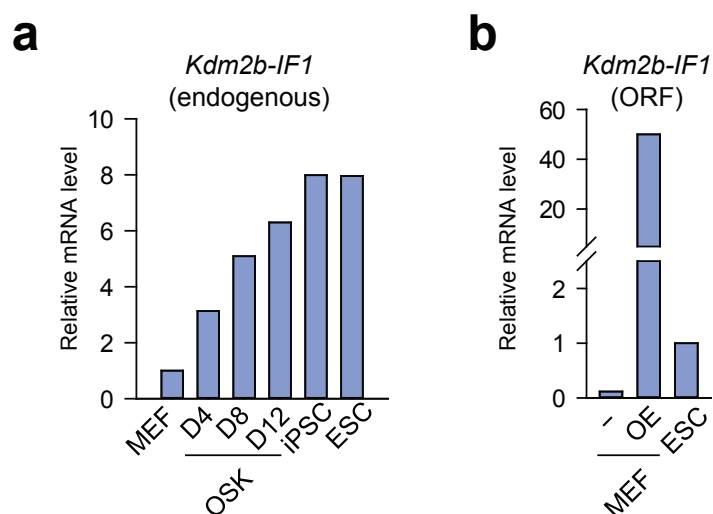 a
Kdm2b-IF1
(endogenous)
Relative mRNA level
10
8
6
4
2
0
MEF
D4
D8
D12
iPSC
ESC
OSK
b
Kdm2b-IF1
(ORF)
Relative mRNA level
60
40
20
2
1
0
-
OE
ESC
MEF